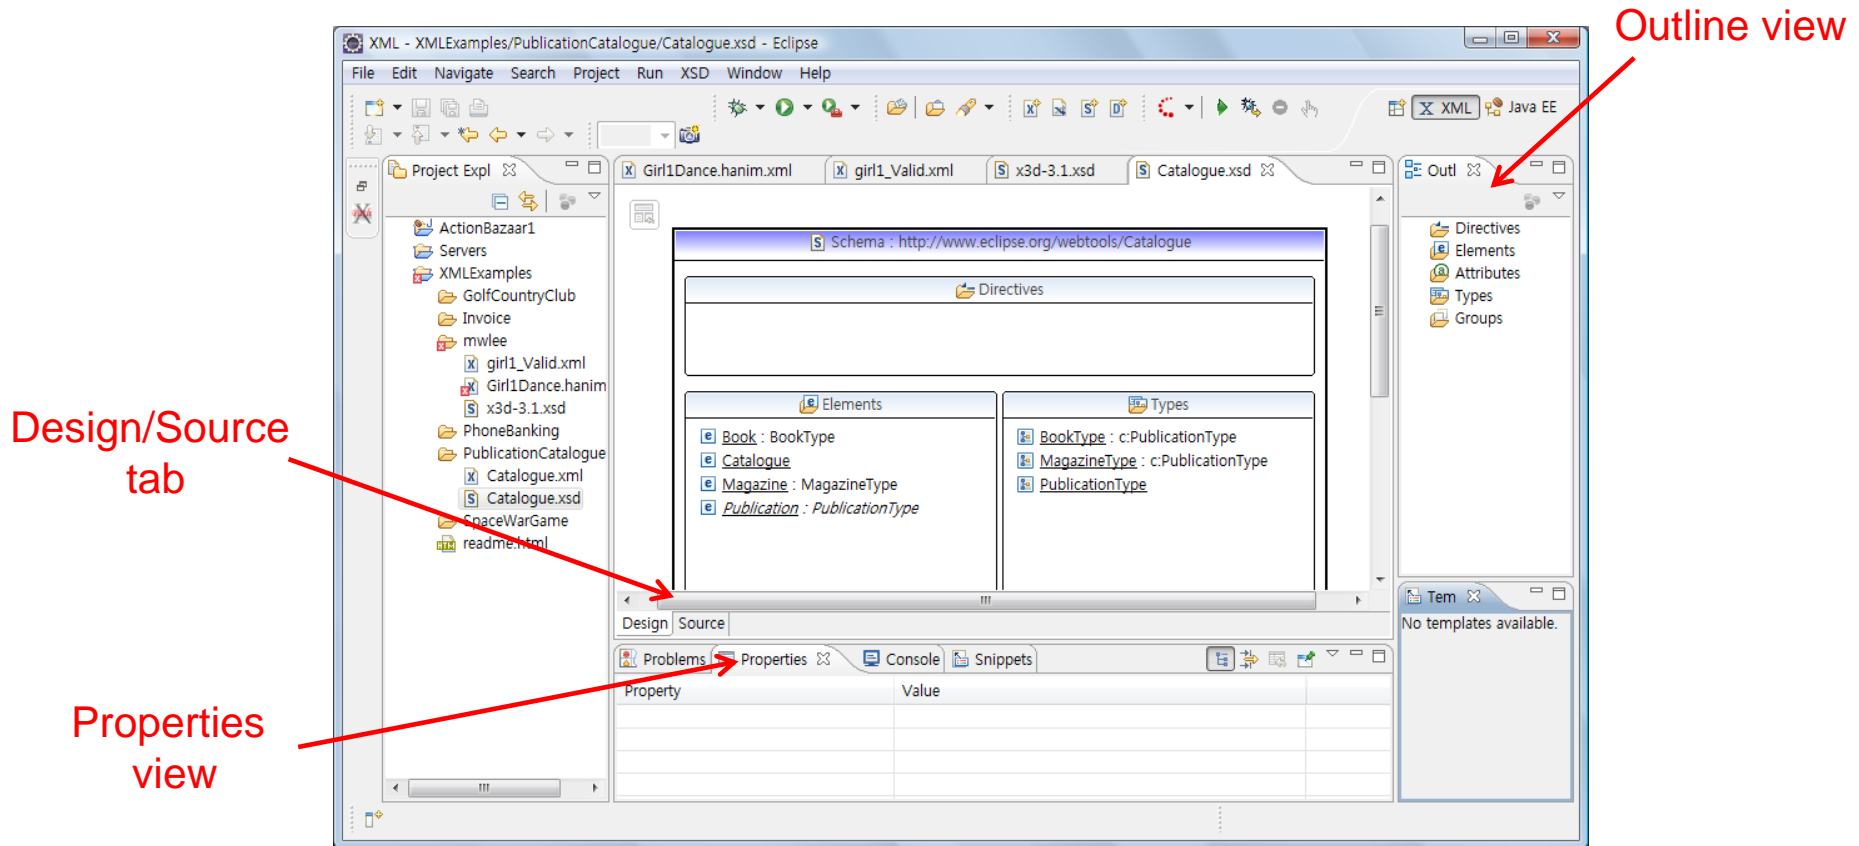 Outline view
XML - XMLExamples/PublicationCatalogue/Catalogue.xsd - Eclipse
File Edit Navigate Search Project Run XSD Window Help
XML Java EE
Project Expl
Girl1Dance.hanim.xml girl1_Valid.xml x3d-3.1.xsd Catalogue.xsd
Outl
ActionBazaar1
Servers
XMLExamples
GolfCountryClub
Invoice
mwlee
girl1_Valid.xml
Girl1Dance.hanim
x3d-3.1.xsd
PhoneBanking
PublicationCatalogue
Catalogue.xml
Catalogue.xsd
SpaceWarGame
readme.html
Schema : http://www.eclipse.org/webtools/Catalogue
Directives
Elements
Book : BookType
Catalogue
Magazine : MagazineType
Publication : PublicationType
Types
BookType : c:PublicationType
MagazineType : c:PublicationType
PublicationType
Directives
Elements
Attributes
Types
Groups
Design/Source
tab
Design Source
Tem
No templates available.
Problems Properties Console Snippets
Property Value
Properties
view